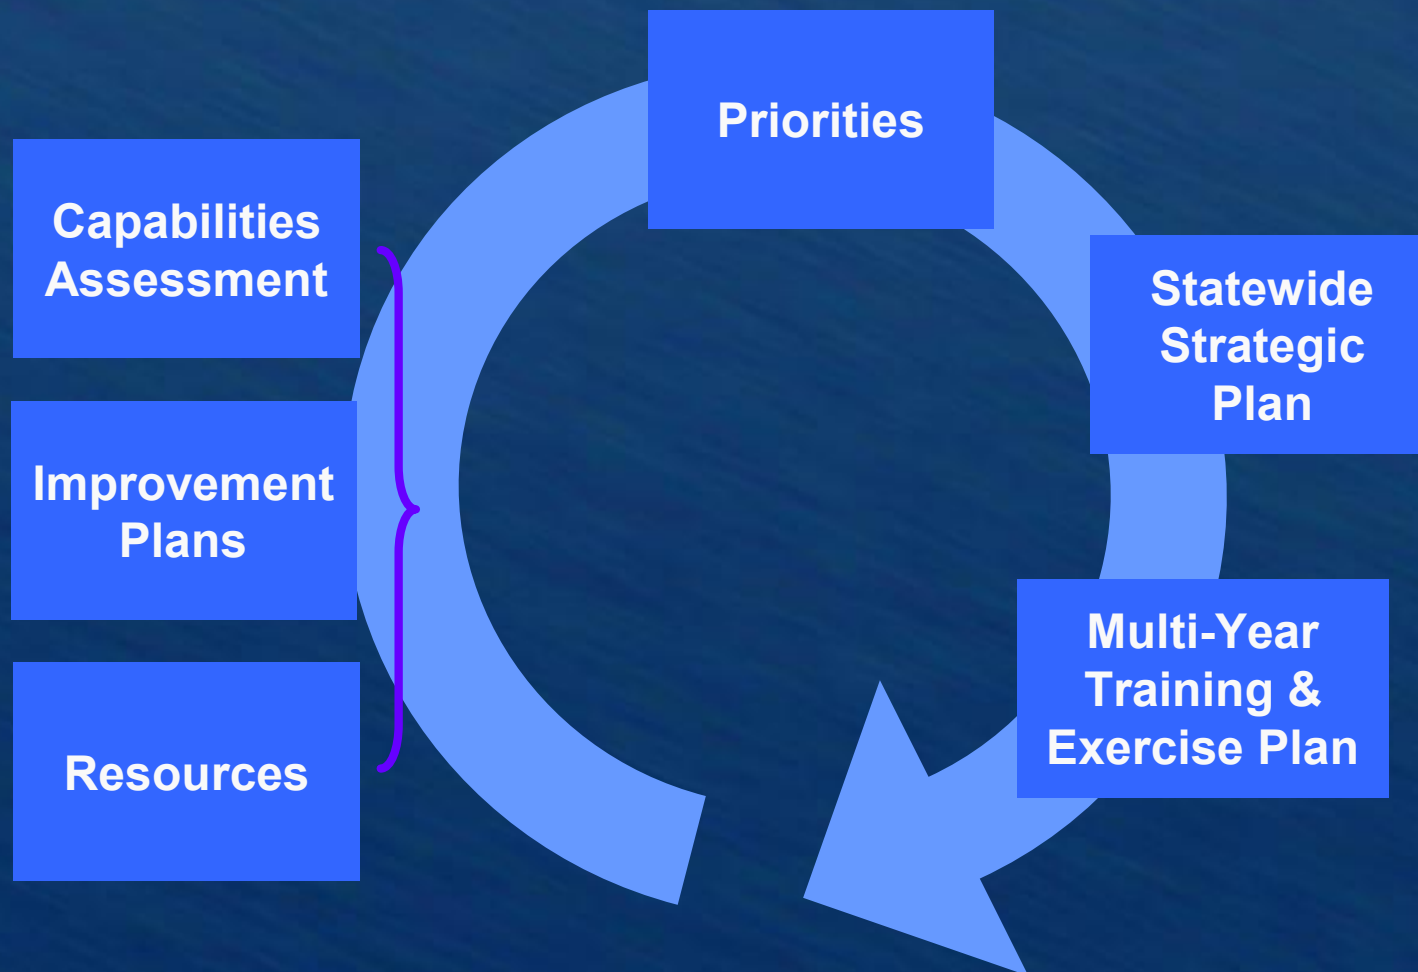 Priorities
Capabilities
Assessment
Statewide
Strategic
Plan
Improvement
Plans
Multi-Year
Training &
Exercise Plan
Resources